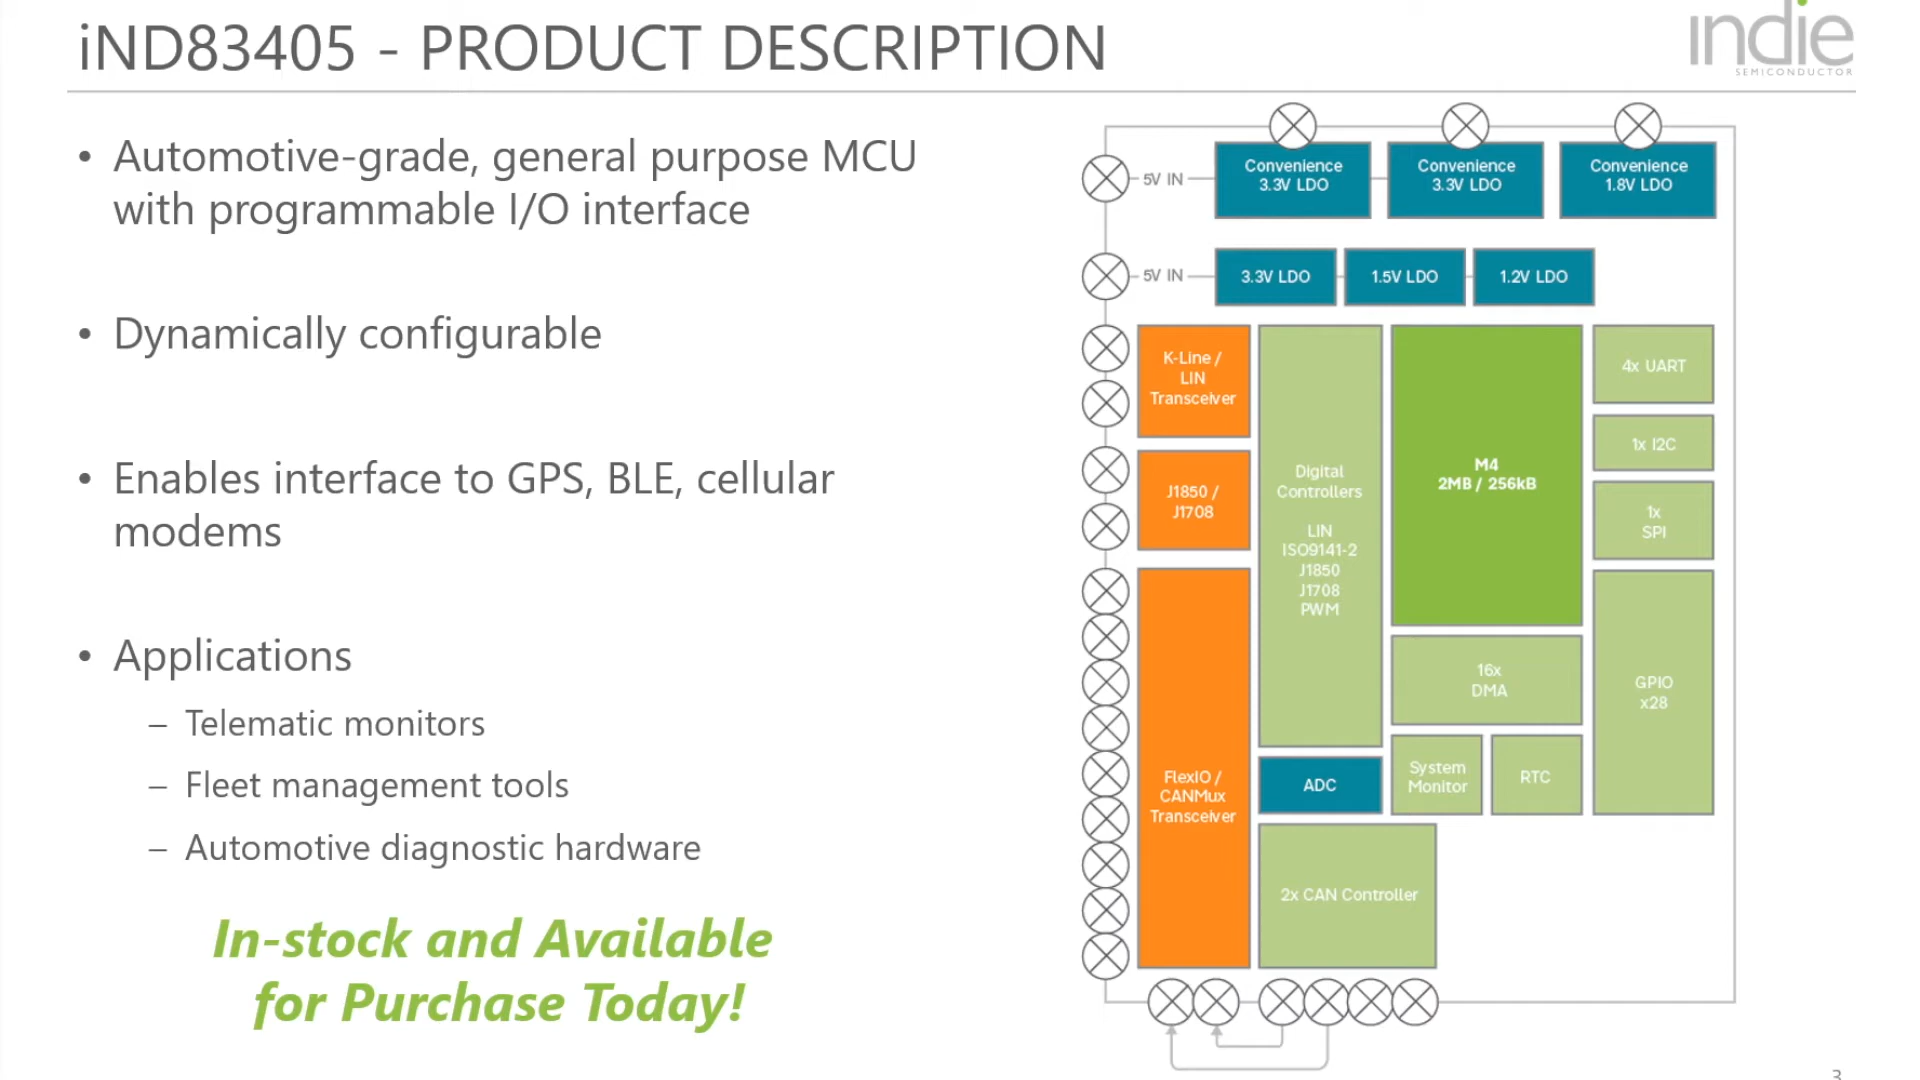 iND83405 - PRODUCT DESCRIPTION
indie
SEMICONDUCTOR
• Automotive-grade, general purpose MCU
with programmable I/O interface
• Dynamically configurable
• Enables interface to GPS, BLE, cellular
modems
• Applications
– Telematic monitors
– Fleet management tools
– Automotive diagnostic hardware
In-stock and Available
for Purchase Today!
5V IN
Convenience
3.3V LDO
Convenience
3.3V LDO
Convenience
1.8V LDO
5V IN
3.3V LDO
1.5V LDO
1.2V LDO
K-Line /
LIN
Transceiver
J1850 /
J1708
FlexIO /
CANMux
Transceiver
Digital
Controllers
LIN
ISO9141-2
J1850
J1708
PWM
ADC
2x CAN Controller
M4
2MB / 256kB
16x
DMA
System
Monitor
RTC
4x UART
1x I2C
1x
SPI
GPIO
x28
3